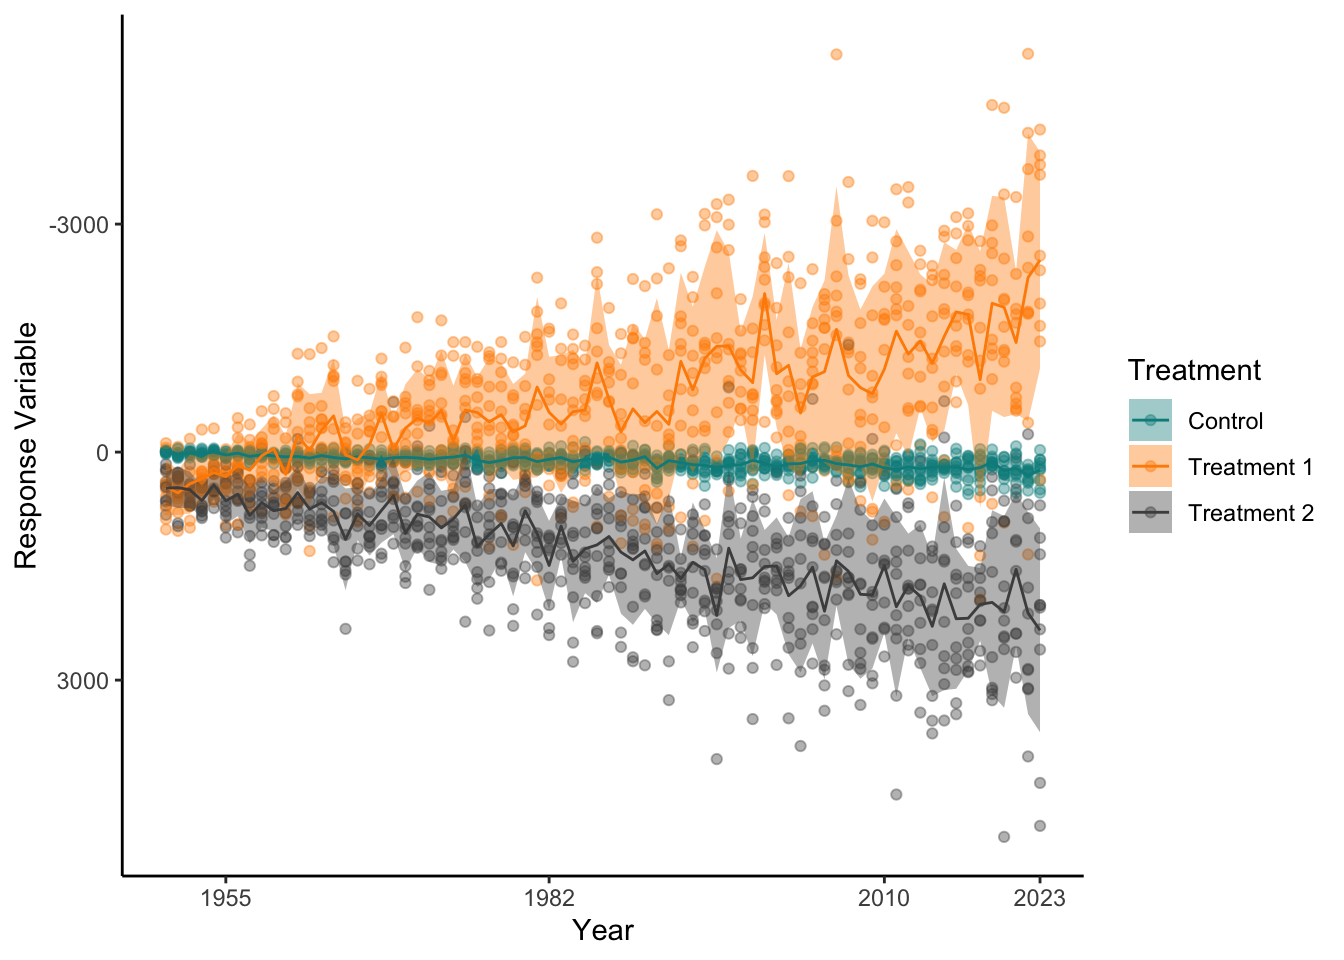 Response Variable
-3000
0
3000
1955
1982
2010
2023
Year
Treatment
Control
Treatment 1
Treatment 2